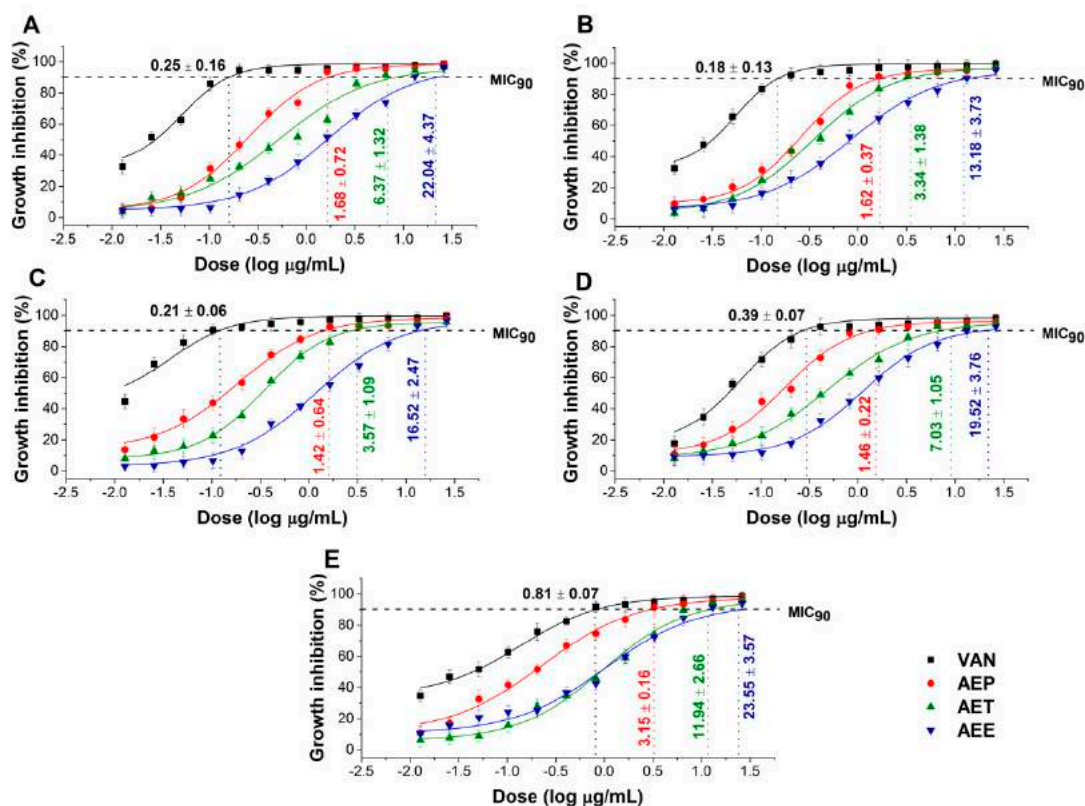 A
Growth inhibition (%)
100
80
60
40
20
0
0.25 ± 0.16
1.68 ± 0.72
6.37 ± 1.32
22.04 ± 4.37
MIC90
-2.5 -2.0 -1.5 -1.0 -0.5 0.0 0.5 1.0 1.5
Dose (log μg/mL)
B
Growth inhibition (%)
100
80
60
40
20
0
0.18 ± 0.13
1.62 ± 0.37
3.34 ± 1.38
13.18 ± 3.73
MIC90
-2.5 -2.0 -1.5 -1.0 -0.5 0.0 0.5 1.0 1.5
Dose (log μg/mL)
C
Growth inhibition (%)
100
80
60
40
20
0
0.21 ± 0.06
1.42 ± 0.64
3.57 ± 1.09
16.52 ± 2.47
MIC90
-2.5 -2.0 -1.5 -1.0 -0.5 0.0 0.5 1.0 1.5
Dose (log μg/mL)
D
Growth inhibition (%)
100
80
60
40
20
0
0.39 ± 0.07
1.46 ± 0.22
7.03 ± 1.05
19.52 ± 3.76
MIC90
-2.5 -2.0 -1.5 -1.0 -0.5 0.0 0.5 1.0 1.5
Dose (log μg/mL)
E
Growth inhibition (%)
100
80
60
40
20
0
0.81 ± 0.07
3.15 ± 0.16
11.94 ± 2.66
23.55 ± 3.57
MIC90
-2.5 -2.0 -1.5 -1.0 -0.5 0.0 0.5 1.0 1.5
Dose (log μg/mL)
VAN
AEP
AET
AEE